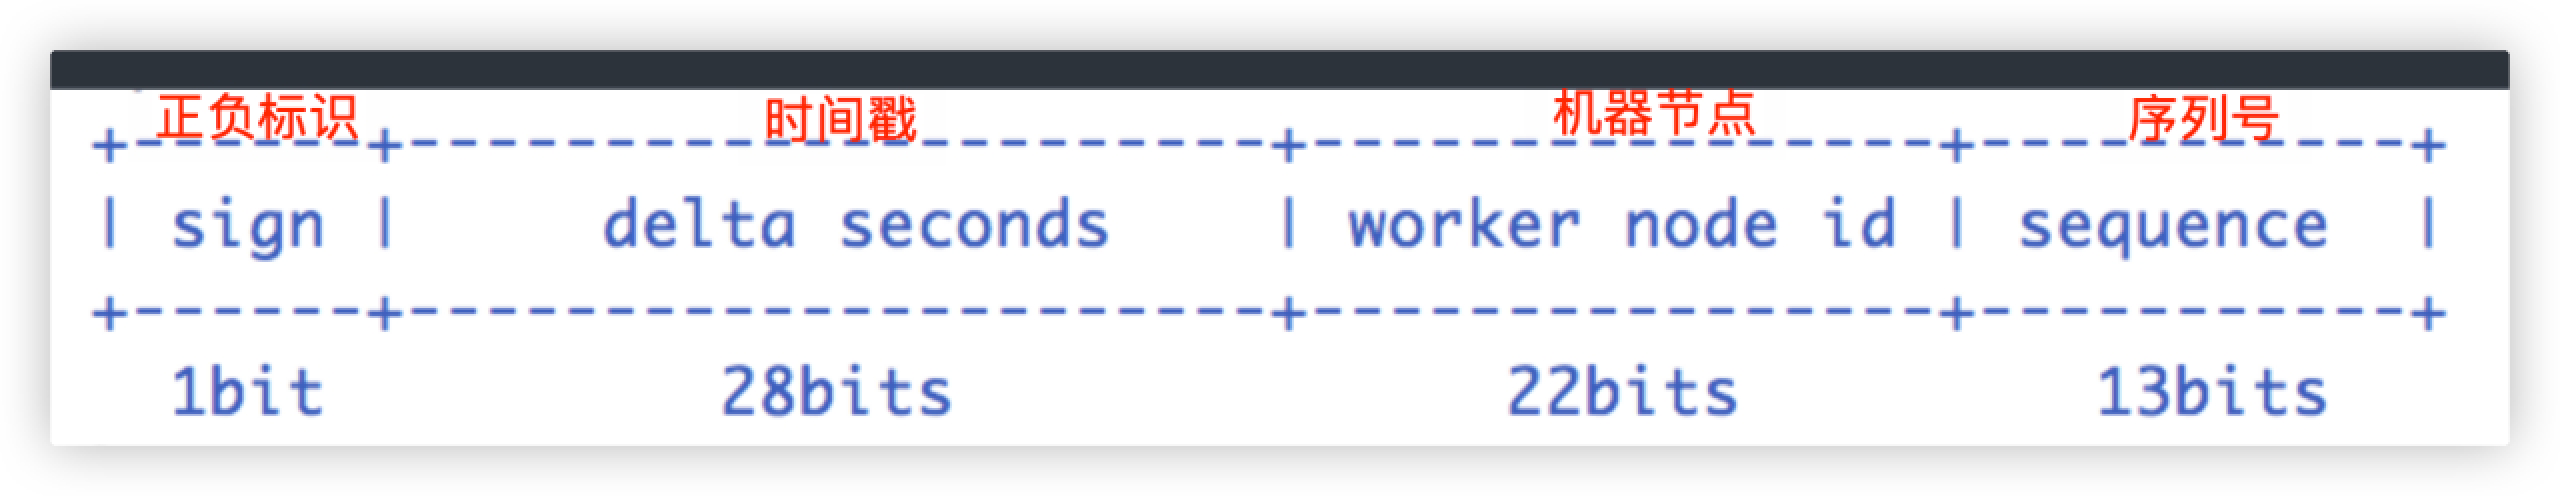 正负标识 时间戳 机器节点 序列号
+------+----------------------+----------------+-----------+
| sign | delta seconds | worker node id | sequence |
+------+----------------------+----------------+-----------+
1bit 28bits 22bits 13bits